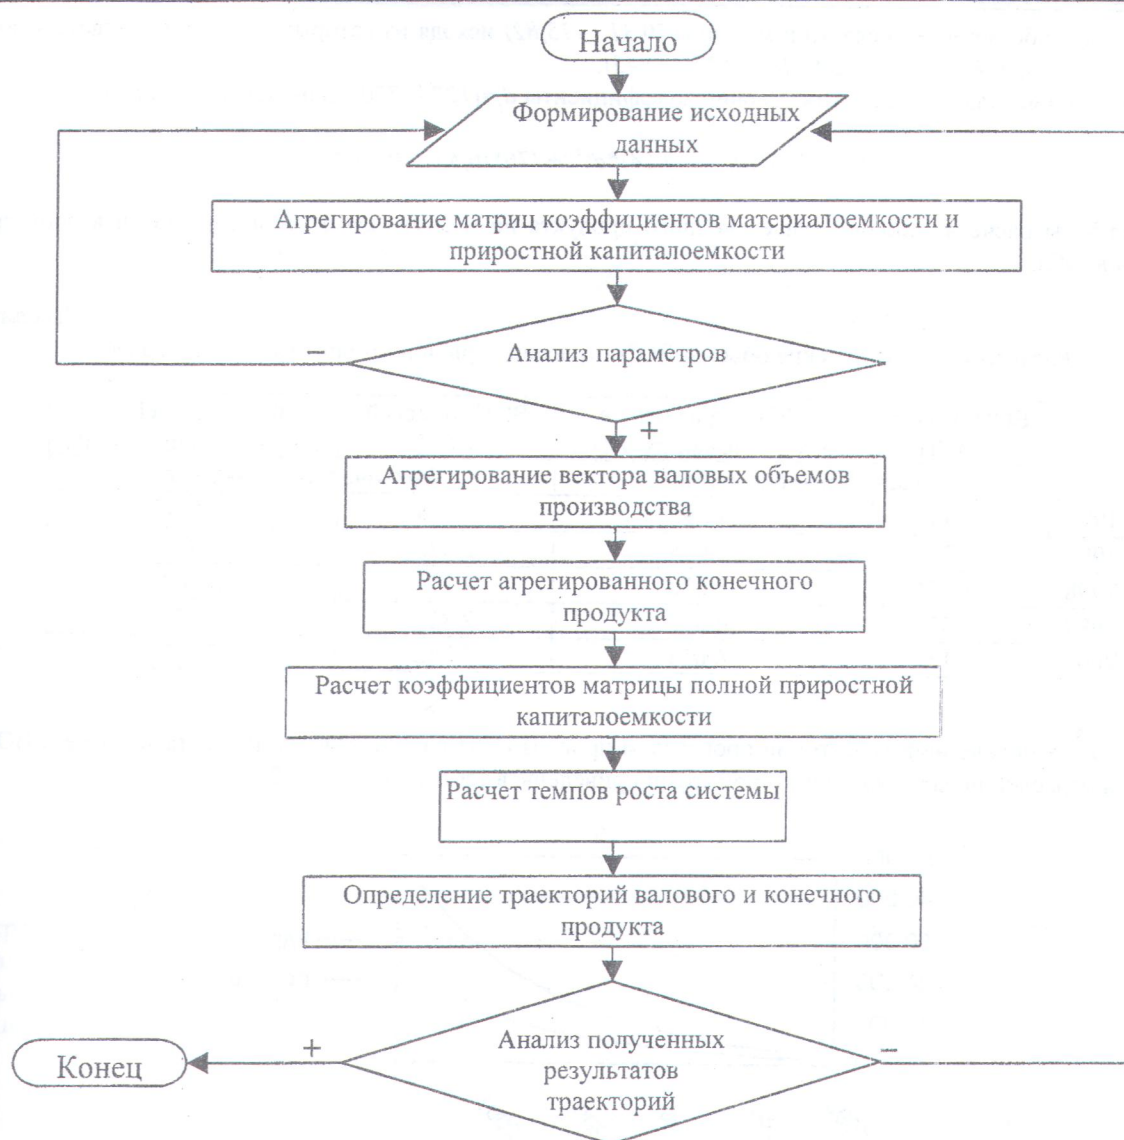 Начало
Формирование исходных
данных
Агрегирование матриц коэффициентов материалоемкости и
приростной капиталоемкости
Анализ параметров
–
+
Агрегирование вектора валовых объемов
производства
Расчет агрегированного конечного
продукта
Расчет коэффициентов матрицы полной приростной
капиталоемкости
Расчет темпов роста системы
Определение траекторий валового и конечного
продукта
Анализ полученных
результатов
траекторий
+
–
Конец